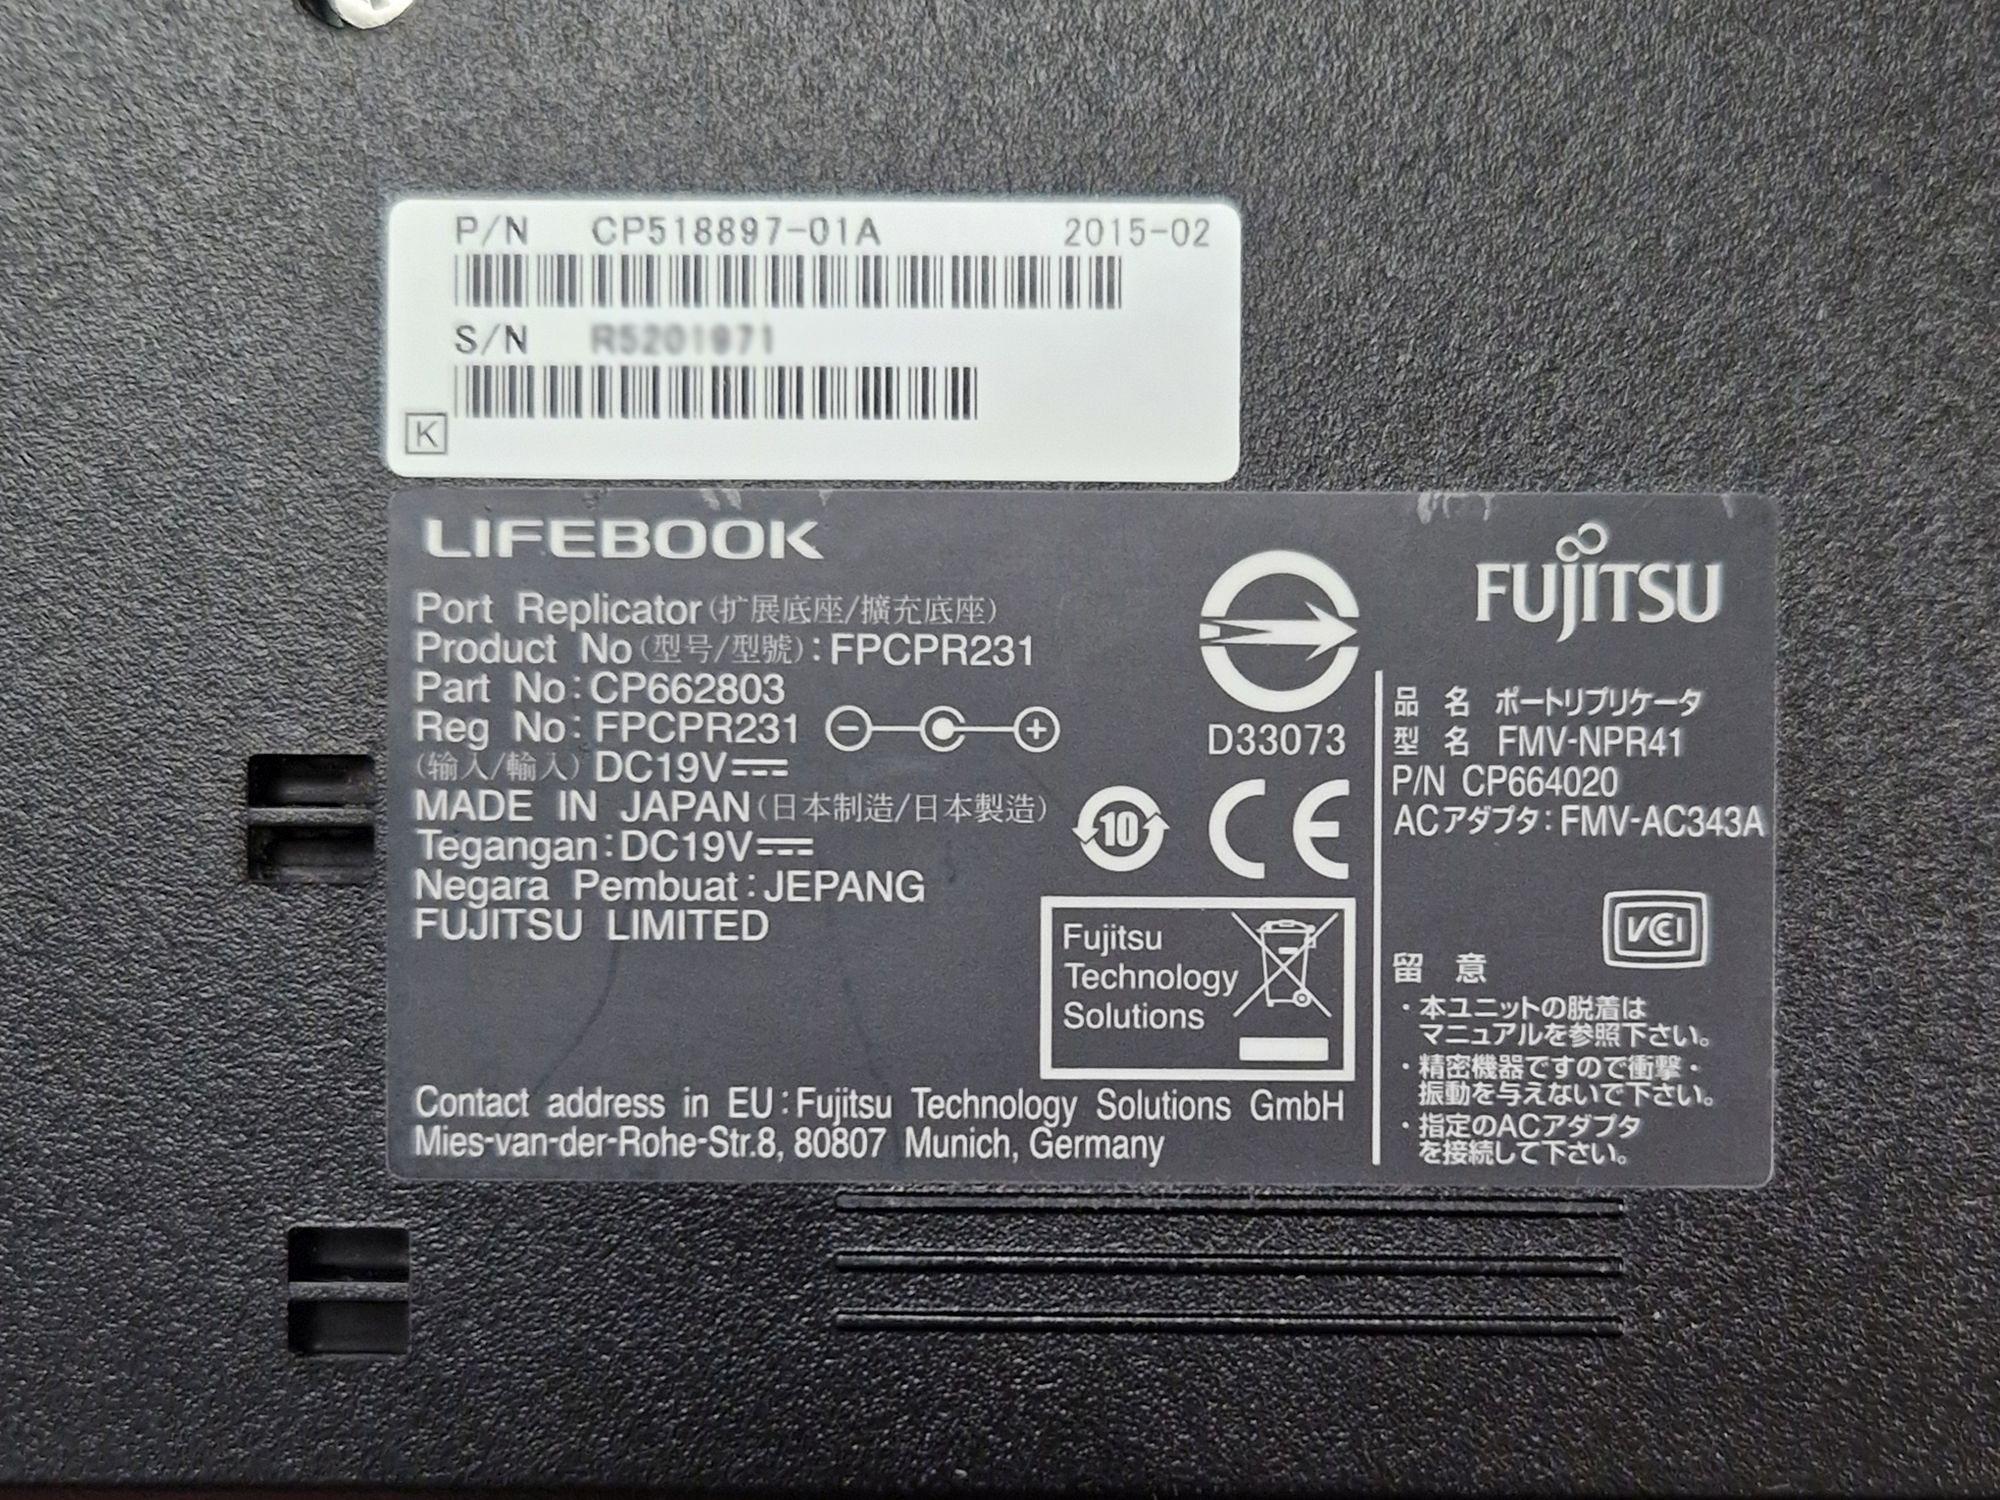 P/N CP518897-01A 2015-02
S/N
K
LIFEBOOK
Port Replicator(扩展底座/擴充底座)
Product No(型号/型號):FPCPR231
Part No:CP662803
Reg No:FPCPR231
(输入/輸入) DC19V
MADE IN JAPAN(日本制造/日本製造)
Tegangan:DC19V
Negara Pembuat:JEPANG
FUJITSU LIMITED
D33073
10
CE
Fujitsu
Technology
Solutions
Contact address in EU:Fujitsu Technology Solutions GmbH
Mies-van-der-Rohe-Str.8, 80807 Munich, Germany
FUJITSU
品 名 ポートリプリケータ
型 名 FMV-NPR41
P/N CP664020
ACアダプタ:FMV-AC343A
VCI
留 意
・本ユニットの脱着は
マニュアルを参照下さい。
・精密機器ですので衝撃・
振動を与えないで下さい。
・指定のACアダプタ
を接続して下さい。